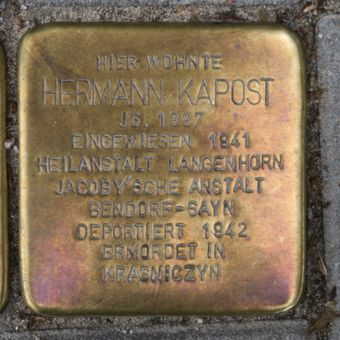 HIER WOHNTE
HERMANN KAPOST
JG. 1887
EINGEWIESEN 1941
HEILANSTALT LANGENHORN
JACOBY'SCHE ANSTALT
BENDORF-SAYN
DEPORTIERT 1942
ERMORDET IN
KRASNICZYN